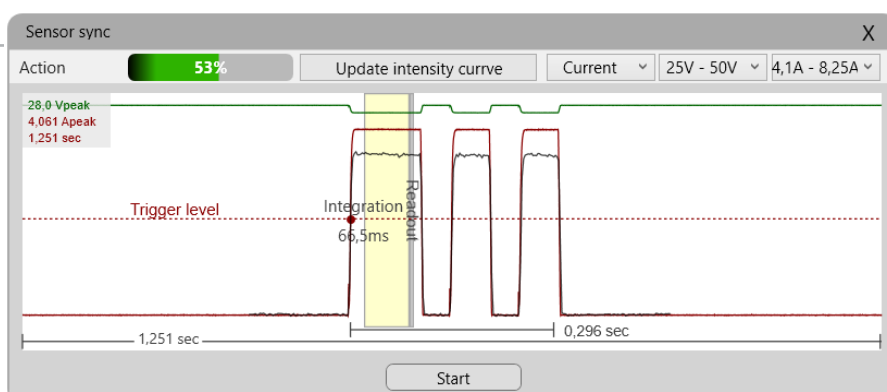 Sensor sync X
Action 53% Update intensity currve Current 25V - 50V 4,1A - 8,25A
28,0 Vpeak
4,061 Apeak
1,251 sec
Trigger level
Integration
66,5ms
Readout
0,296 sec
1,251 sec
Start